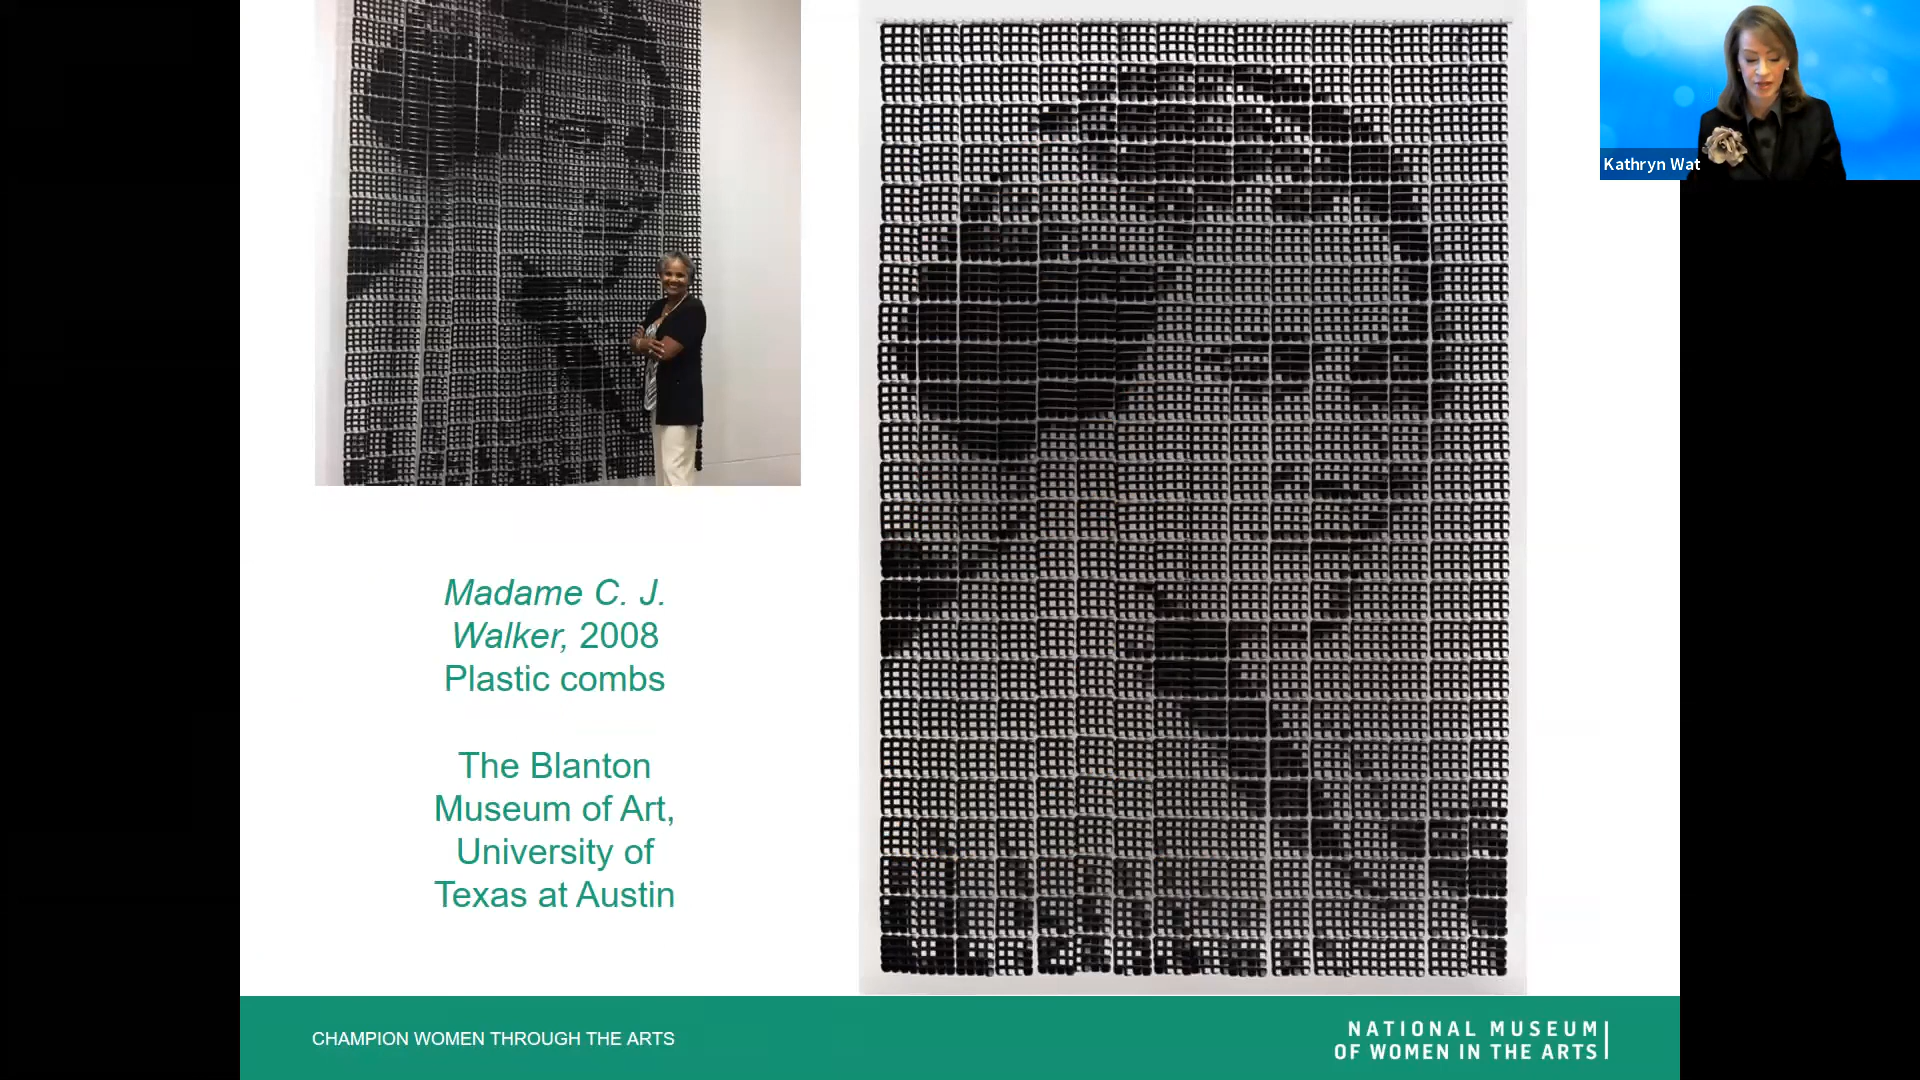 Kathryn Wat
Madame C. J.
Walker, 2008
Plastic combs
The Blanton
Museum of Art,
University of
Texas at Austin
CHAMPION WOMEN THROUGH THE ARTS
NATIONAL MUSEUM
OF WOMEN IN THE ARTS